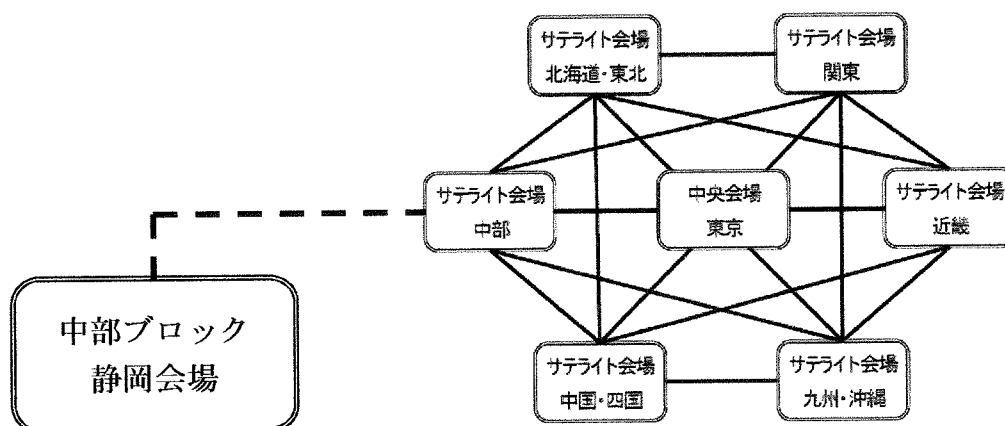 サテライト会場
北海道・東北
サテライト会場
関東
サテライト会場
中部
中央会場
東京
サテライト会場
近畿
中部ブロック
静岡会場
サテライト会場
中国・四国
サテライト会場
九州・沖縄